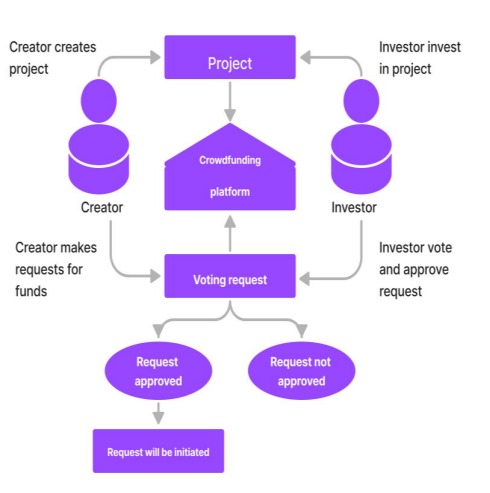 Creator creates
project
Project
Investor invest
in project
Crowdfunding
platform
Creator
Investor
Creator makes
requests for
funds
Voting request
Investor vote
and approve
request
Request
approved
Request not
approved
Request will be initiated